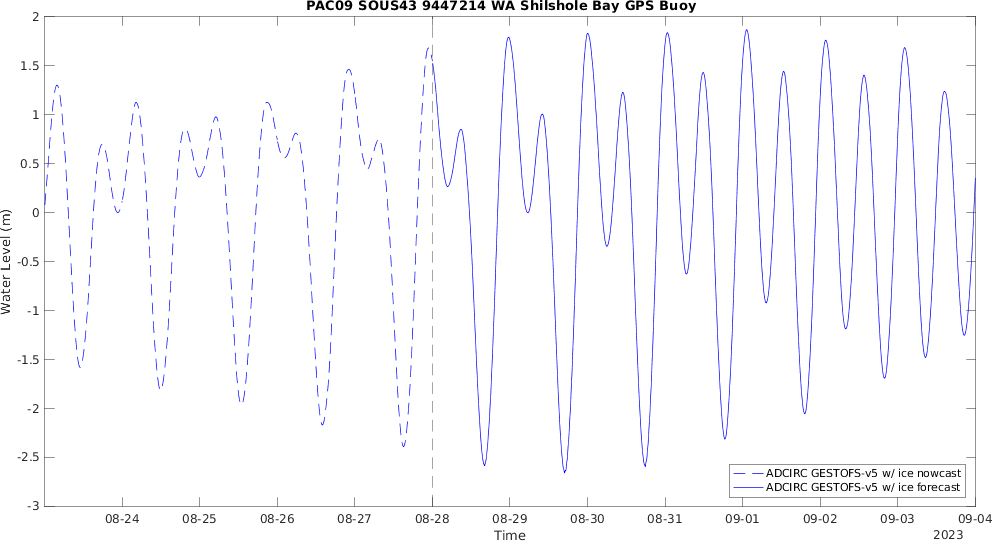 PAC09 SOUS43 9447214 WA Shilshole Bay GPS Buoy
2
1.5
1
0.5
0
-0.5
-1
-1.5
-2
-2.5
-3
Water Level (m)
ADCIRC GESTOFS-v5 w/ ice nowcast
ADCIRC GESTOFS-v5 w/ ice forecast
08-24 08-25 08-26 08-27 08-28 08-29 08-30 08-31 09-01 09-02 09-03 09-04
Time
2023